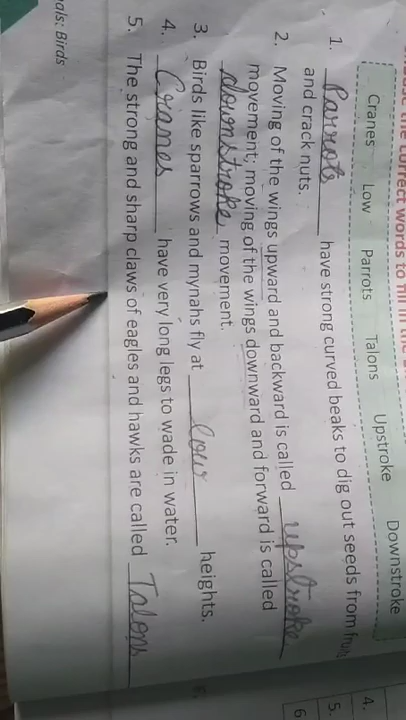 the correct words to fill in the
Cranes Low Parrots Talons Upstroke Downstroke
1. Parrots have strong curved beaks to dig out seeds from fruits
and crack nuts.
2. Moving of the wings upward and backward is called upstroke
movement; moving of the wings downward and forward is called
downstroke movement.
3. Birds like sparrows and mynahs fly at low heights.
4. Cranes have very long legs to wade in water.
5. The strong and sharp claws of eagles and hawks are called Talons
als: Birds
4.
5.
6